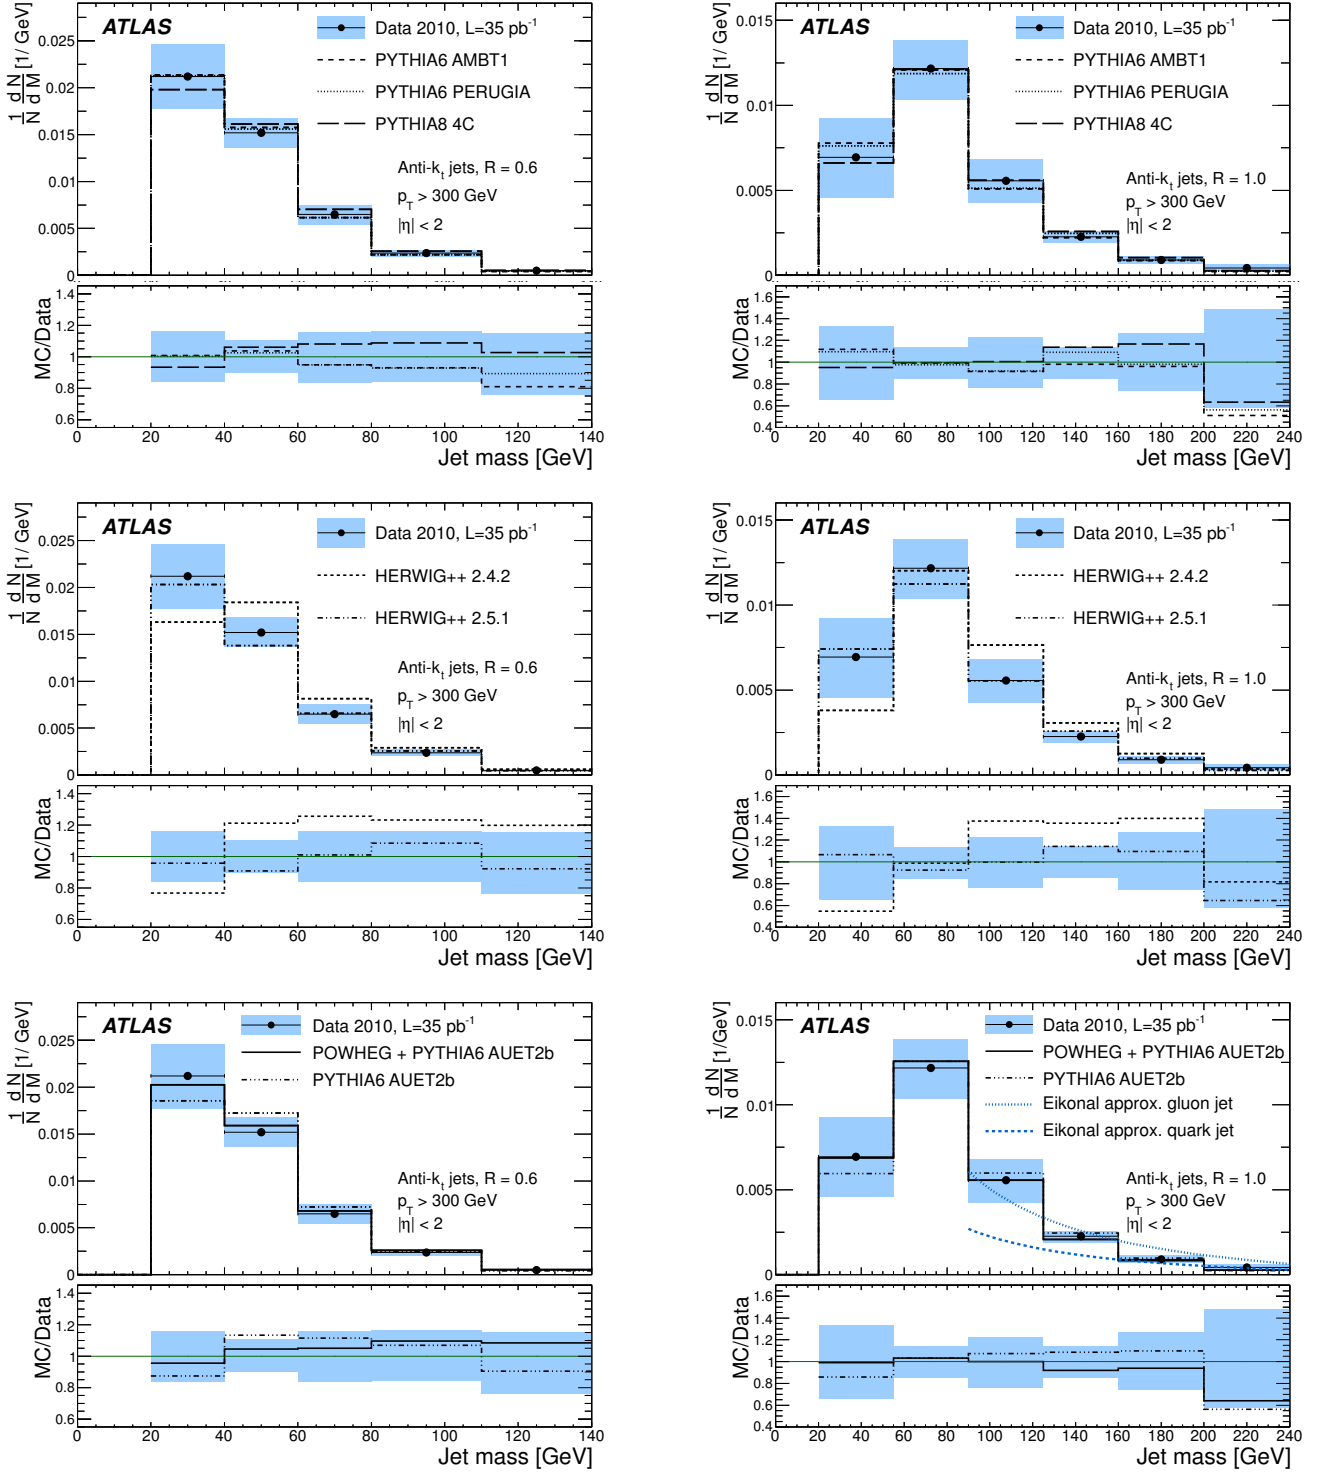 ATLAS
Data 2010, L=35 pb⁻¹
PYTHIA6 AMBT1
PYTHIA6 PERUGIA
PYTHIA8 4C
Anti-k_t jets, R = 0.6
p_T > 300 GeV
|η| < 2
1/N dN/dM [1/ GeV]
0.025
0.02
0.015
0.01
0.005
0
MC/Data
1.4
1.2
1
0.8
0.6
0 20 40 60 80 100 120 140
Jet mass [GeV]
ATLAS
Data 2010, L=35 pb⁻¹
PYTHIA6 AMBT1
PYTHIA6 PERUGIA
PYTHIA8 4C
Anti-k_t jets, R = 1.0
p_T > 300 GeV
|η| < 2
1/N dN/dM [1/ GeV]
0.015
0.01
0.005
0
MC/Data
1.6
1.4
1.2
1
0.8
0.6
0.4
0 20 40 60 80 100 120 140 160 180 200 220 240
Jet mass [GeV]
ATLAS
Data 2010, L=35 pb⁻¹
HERWIG++ 2.4.2
HERWIG++ 2.5.1
Anti-k_t jets, R = 0.6
p_T > 300 GeV
|η| < 2
1/N dN/dM [1/ GeV]
0.025
0.02
0.015
0.01
0.005
0
MC/Data
1.4
1.2
1
0.8
0.6
0 20 40 60 80 100 120 140
Jet mass [GeV]
ATLAS
Data 2010, L=35 pb⁻¹
HERWIG++ 2.4.2
HERWIG++ 2.5.1
Anti-k_t jets, R = 1.0
p_T > 300 GeV
|η| < 2
1/N dN/dM [1/ GeV]
0.015
0.01
0.005
0
MC/Data
1.6
1.4
1.2
1
0.8
0.6
0.4
0 20 40 60 80 100 120 140 160 180 200 220 240
Jet mass [GeV]
ATLAS
Data 2010, L=35 pb⁻¹
POWHEG + PYTHIA6 AUET2b
PYTHIA6 AUET2b
Anti-k_t jets, R = 0.6
p_T > 300 GeV
|η| < 2
1/N dN/dM [1/ GeV]
0.025
0.02
0.015
0.01
0.005
0
MC/Data
1.4
1.2
1
0.8
0.6
0 20 40 60 80 100 120 140
Jet mass [GeV]
ATLAS
Data 2010, L=35 pb⁻¹
POWHEG + PYTHIA6 AUET2b
PYTHIA6 AUET2b
Eikonal approx. gluon jet
Eikonal approx. quark jet
Anti-k_t jets, R = 1.0
p_T > 300 GeV
|η| < 2
1/N dN/dM [1/GeV]
0.015
0.01
0.005
0
MC/Data
1.6
1.4
1.2
1
0.8
0.6
0.4
0 20 40 60 80 100 120 140 160 180 200 220 240
Jet mass [GeV]